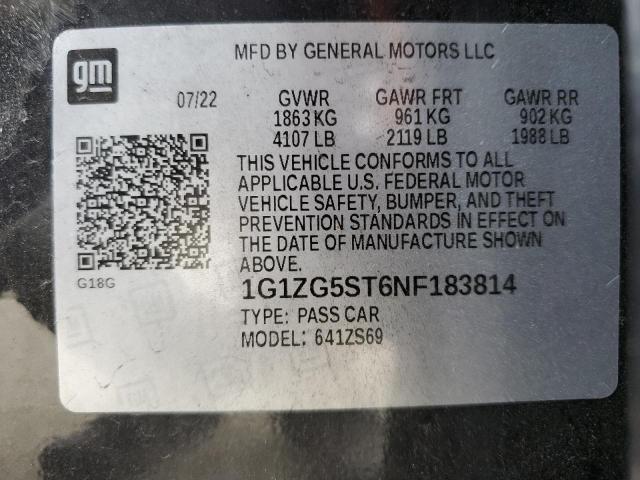 gm
MFD BY GENERAL MOTORS LLC
07/22 GVWR GAWR FRT GAWR RR
1863 KG 961 KG 902 KG
4107 LB 2119 LB 1988 LB
THIS VEHICLE CONFORMS TO ALL
APPLICABLE U.S. FEDERAL MOTOR
VEHICLE SAFETY, BUMPER, AND THEFT
PREVENTION STANDARDS IN EFFECT ON
THE DATE OF MANUFACTURE SHOWN
ABOVE.
G18G
1G1ZG5ST6NF183814
TYPE: PASS CAR
MODEL: 641ZS69